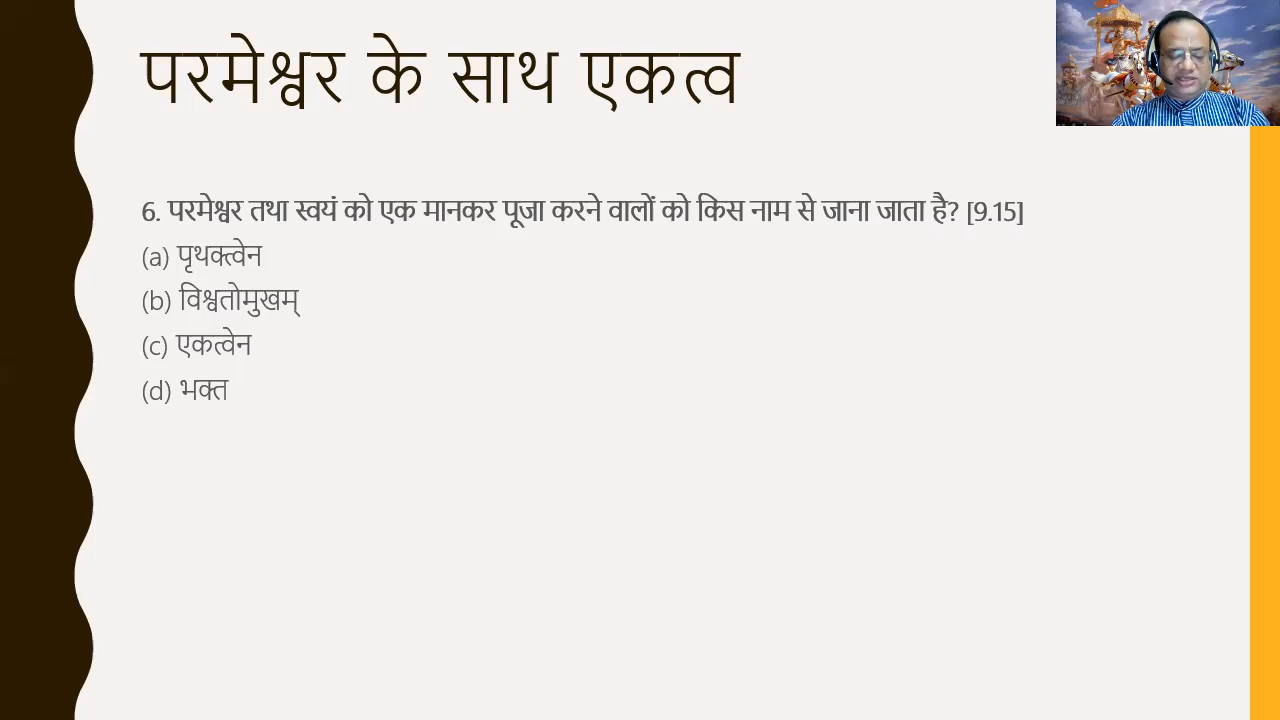 परमेश्वर के साथ एकत्व
6. परमेश्वर तथा स्वयं को एक मानकर पूजा करने वालों को किस नाम से जाना जाता है? [9.15]
(a) पृथक्त्वेन
(b) विश्वतोमुखम्
(c) एकत्वेन
(d) भक्त